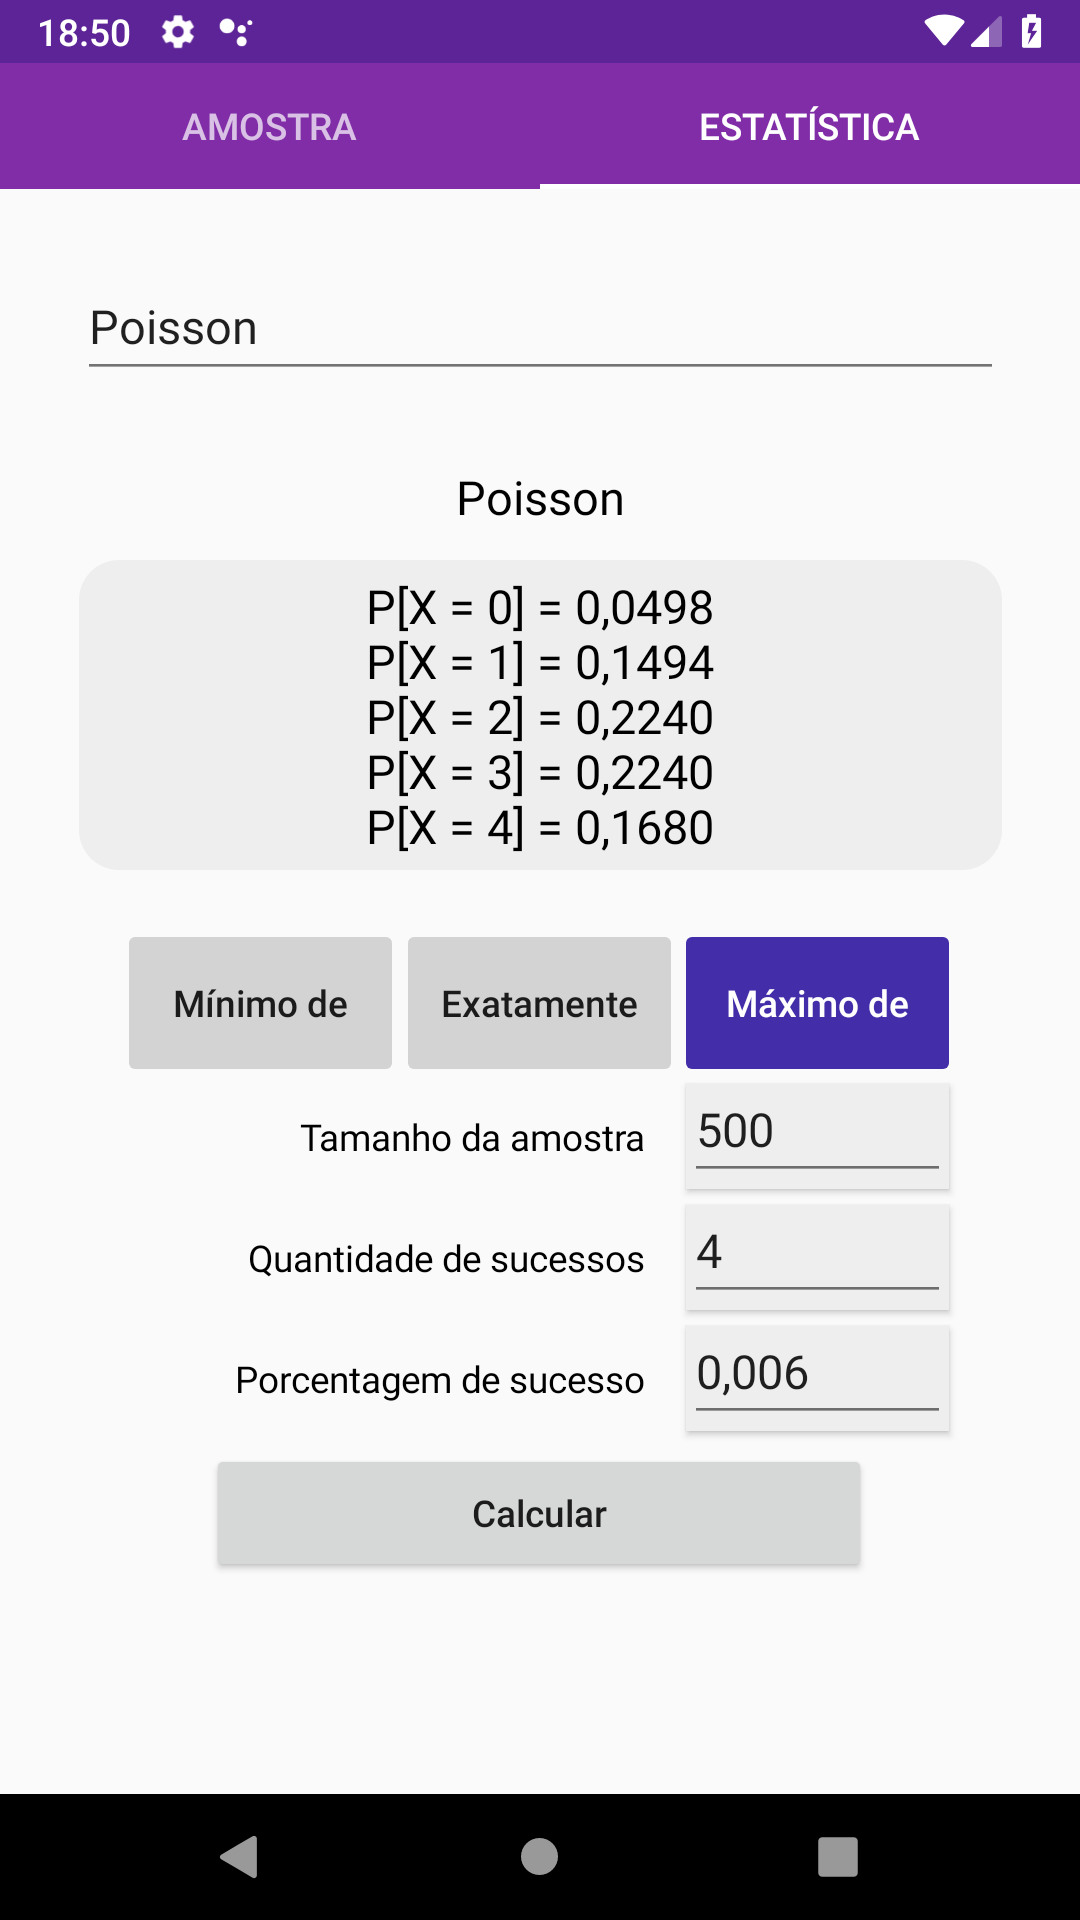 18:50
AMOSTRA ESTATÍSTICA
Poisson
Poisson
P[X = 0] = 0,0498
P[X = 1] = 0,1494
P[X = 2] = 0,2240
P[X = 3] = 0,2240
P[X = 4] = 0,1680
Mínimo de Exatamente Máximo de
Tamanho da amostra 500
Quantidade de sucessos 4
Porcentagem de sucesso 0,006
Calcular